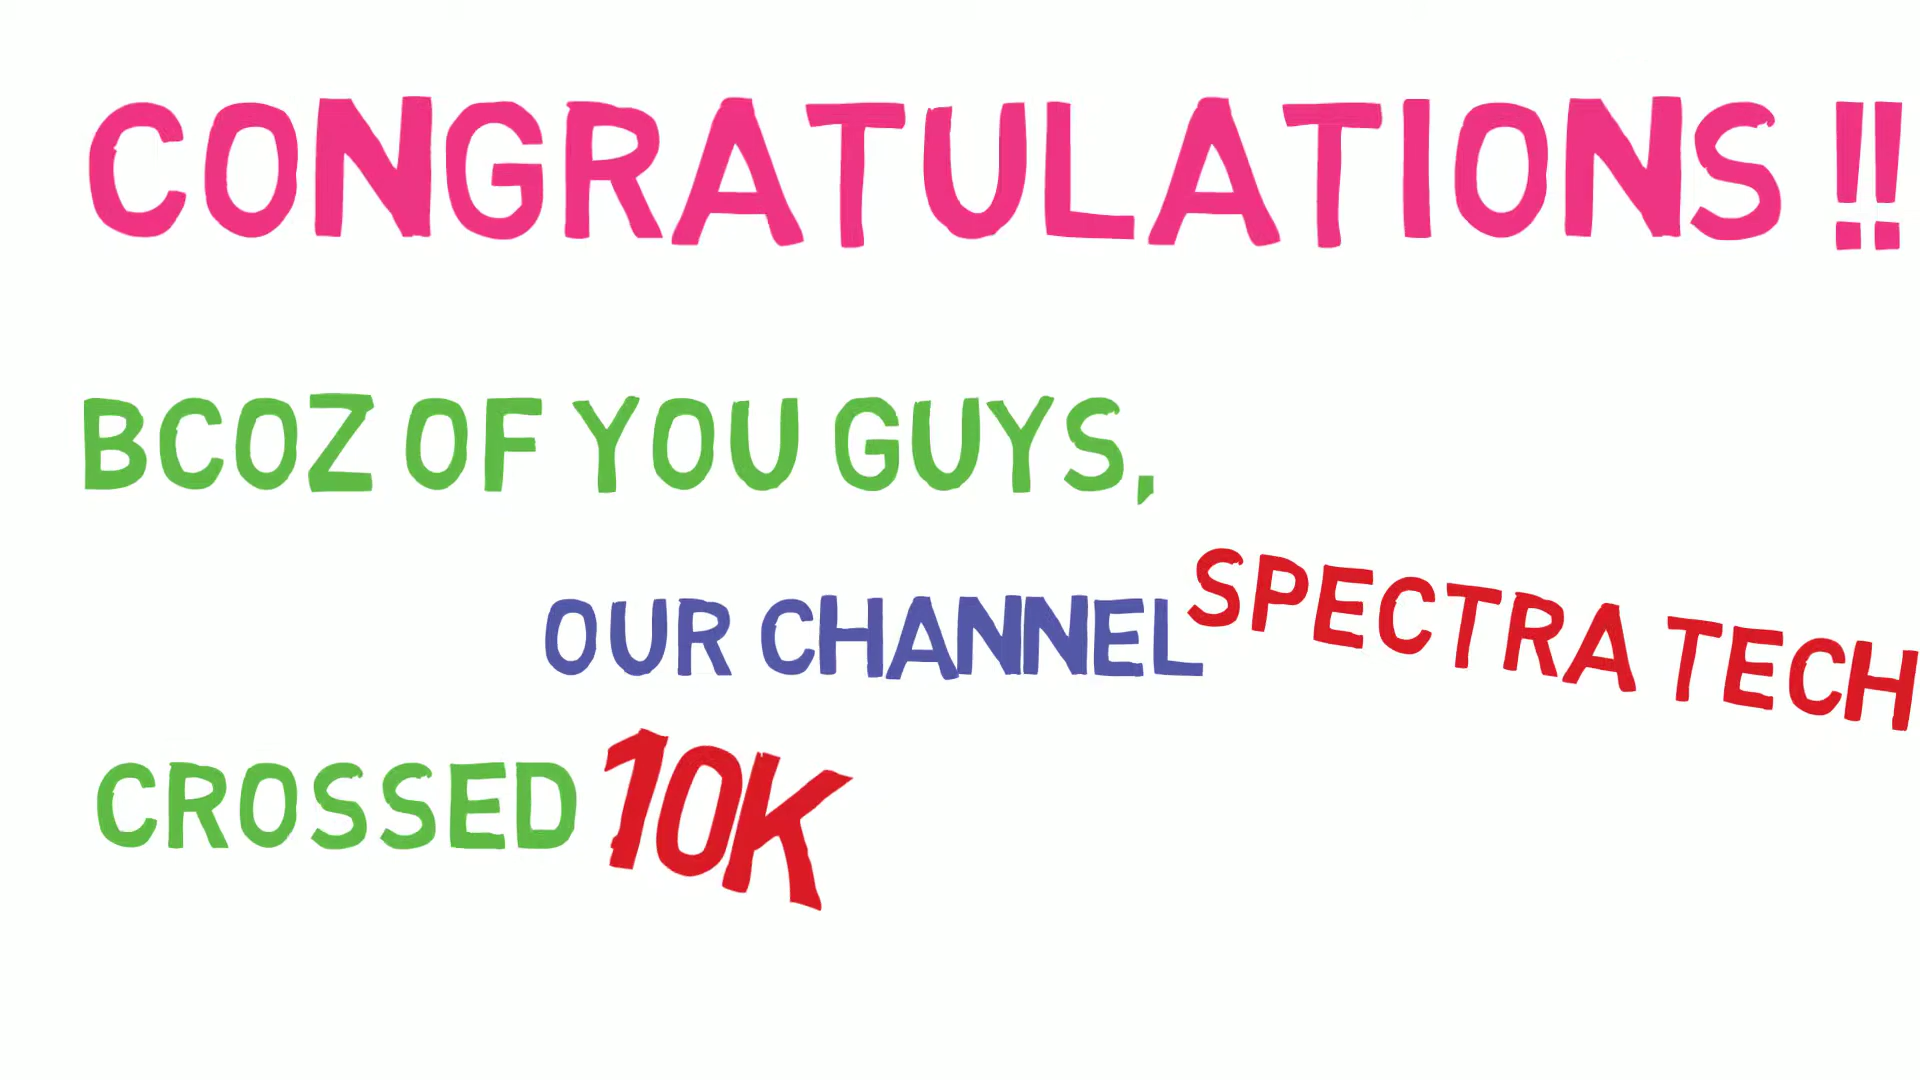 CONGRATULATIONS !!
BCOZ OF YOU GUYS,
OUR CHANNEL SPECTRA TECH
CROSSED 10K